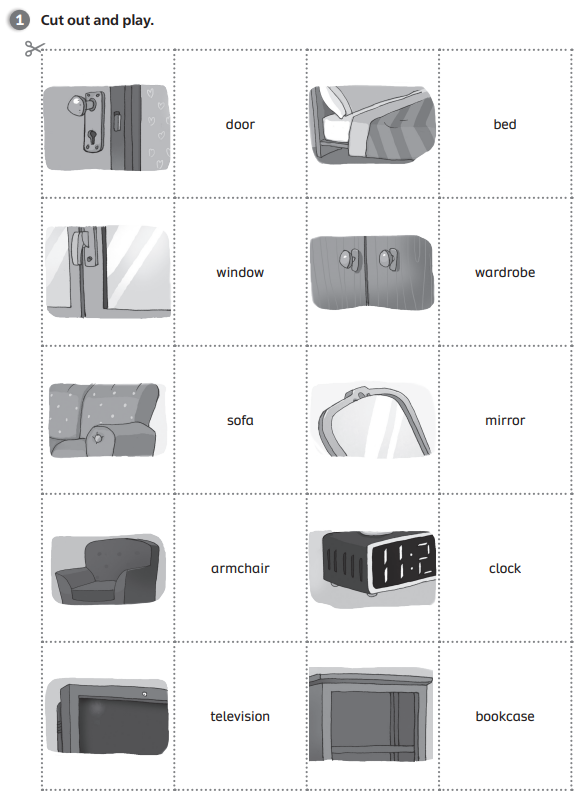 1 Cut out and play.
door
bed
window
wardrobe
sofa
mirror
armchair
clock
television
bookcase